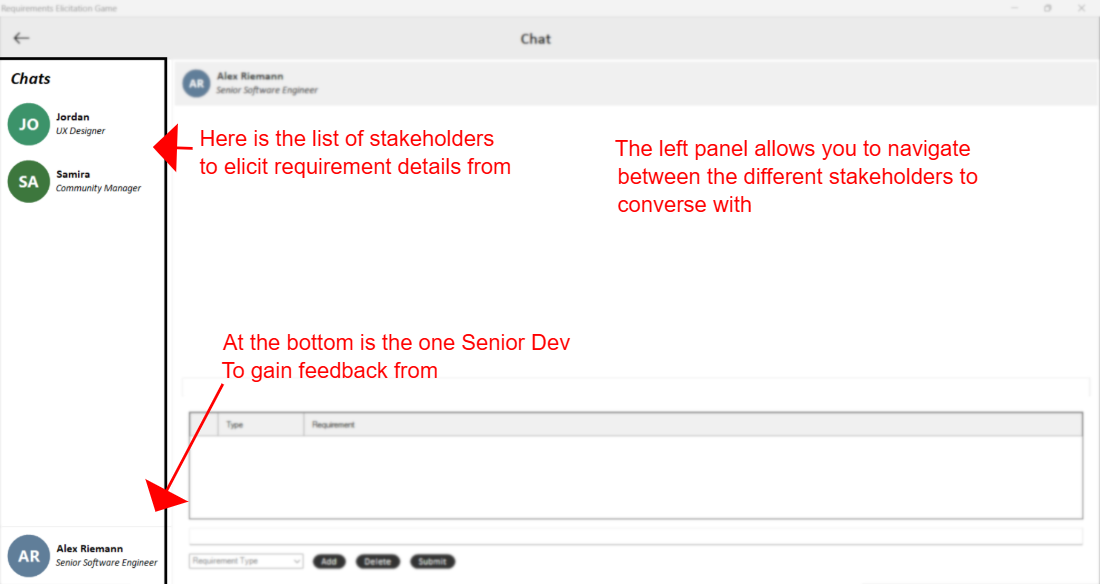 Requirements Elicitation Game
Chat
Chats
JO
Jordan
UX Designer
SA
Samira
Community Manager
AR
Alex Riemann
Senior Software Engineer
Here is the list of stakeholders
to elicit requirement details from
The left panel allows you to navigate
between the different stakeholders to
converse with
At the bottom is the one Senior Dev
To gain feedback from
Type
Requirement
AR
Alex Riemann
Senior Software Engineer
Requirement Type
Add
Delete
Submit